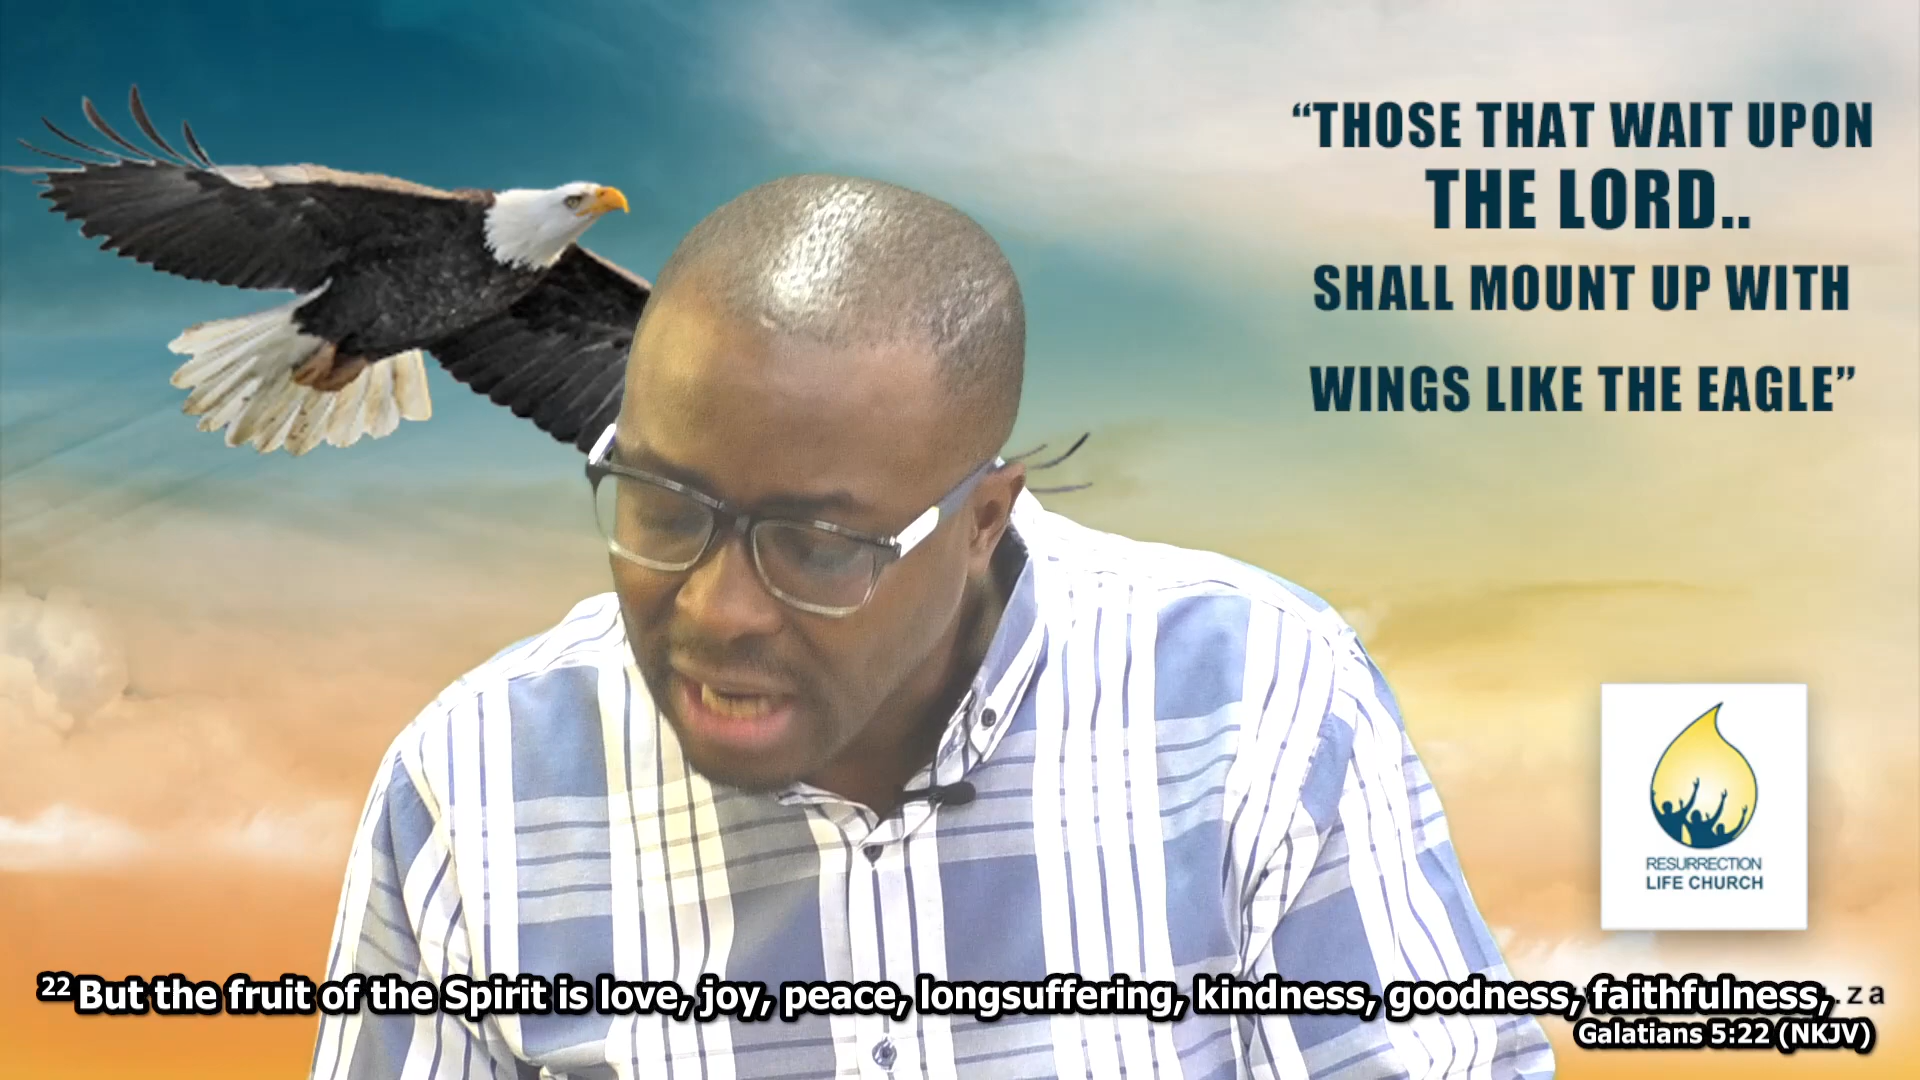 “THOSE THAT WAIT UPON
THE LORD..
SHALL MOUNT UP WITH
WINGS LIKE THE EAGLE”
RESURRECTION
LIFE CHURCH
22 But the fruit of the Spirit is love, joy, peace, longsuffering, kindness, goodness, faithfulness,
.za
Galatians 5:22 (NKJV)